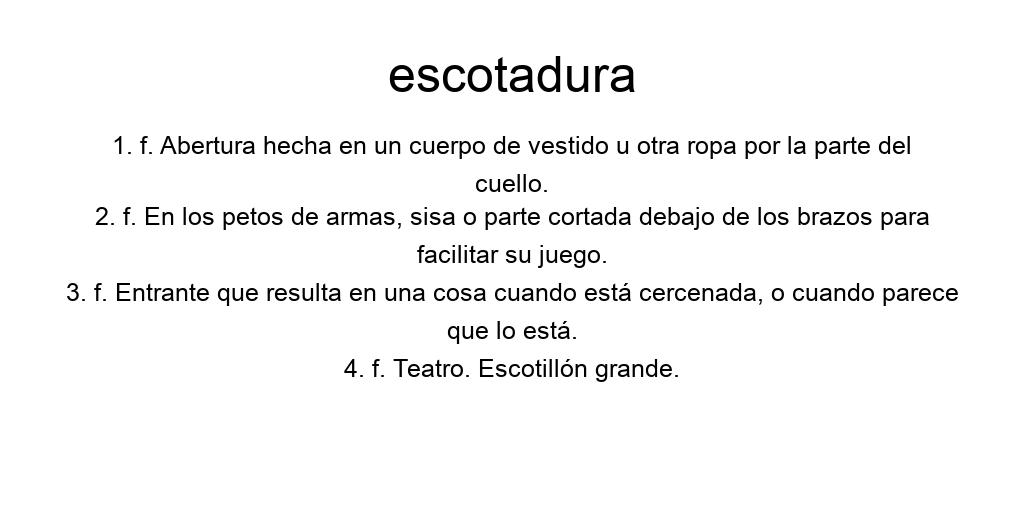 escotadura
1. f. Abertura hecha en un cuerpo de vestido u otra ropa por la parte del
cuello.
2. f. En los petos de armas, sisa o parte cortada debajo de los brazos para
facilitar su juego.
3. f. Entrante que resulta en una cosa cuando está cercenada, o cuando parece
que lo está.
4. f. Teatro. Escotillón grande.